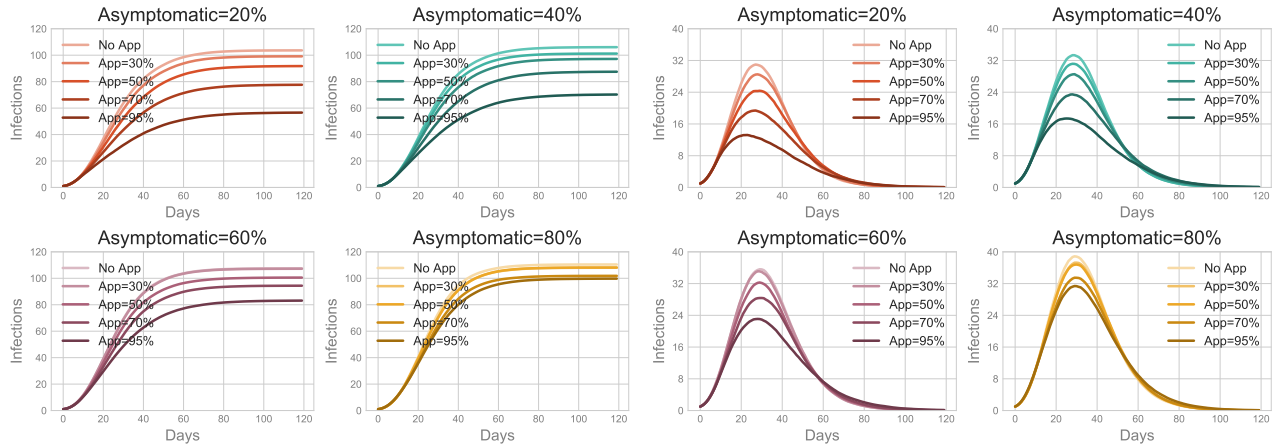 Asymptomatic=20%
120
100
80
60
40
20
0
Infections
No App
App=30%
App=50%
App=70%
App=95%
0 20 40 60 80 100 120
Days
Asymptomatic=40%
120
100
80
60
40
20
0
Infections
No App
App=30%
App=50%
App=70%
App=95%
0 20 40 60 80 100 120
Days
Asymptomatic=20%
40
32
24
16
8
0
Infections
No App
App=30%
App=50%
App=70%
App=95%
0 20 40 60 80 100 120
Days
Asymptomatic=40%
40
32
24
16
8
0
Infections
No App
App=30%
App=50%
App=70%
App=95%
0 20 40 60 80 100 120
Days
Asymptomatic=60%
120
100
80
60
40
20
0
Infections
No App
App=30%
App=50%
App=70%
App=95%
0 20 40 60 80 100 120
Days
Asymptomatic=80%
120
100
80
60
40
20
0
Infections
No App
App=30%
App=50%
App=70%
App=95%
0 20 40 60 80 100 120
Days
Asymptomatic=60%
40
32
24
16
8
0
Infections
No App
App=30%
App=50%
App=70%
App=95%
0 20 40 60 80 100 120
Days
Asymptomatic=80%
40
32
24
16
8
0
Infections
No App
App=30%
App=50%
App=70%
App=95%
0 20 40 60 80 100 120
Days